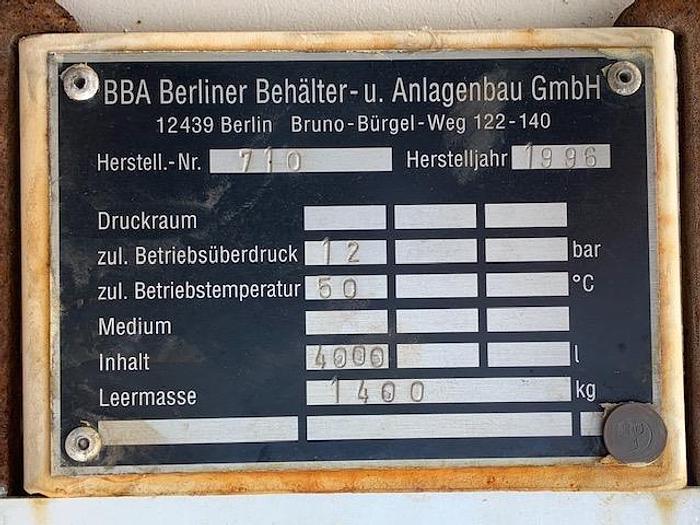 BBA Berliner Behälter- u. Anlagenbau GmbH
12439 Berlin Bruno-Bürgel-Weg 122-140
Herstell.-Nr. 710 Herstelljahr 1996
Druckraum
zul. Betriebsüberdruck 12 bar
zul. Betriebstemperatur 50 °C
Medium
Inhalt 4000 l
Leermasse 1400 kg